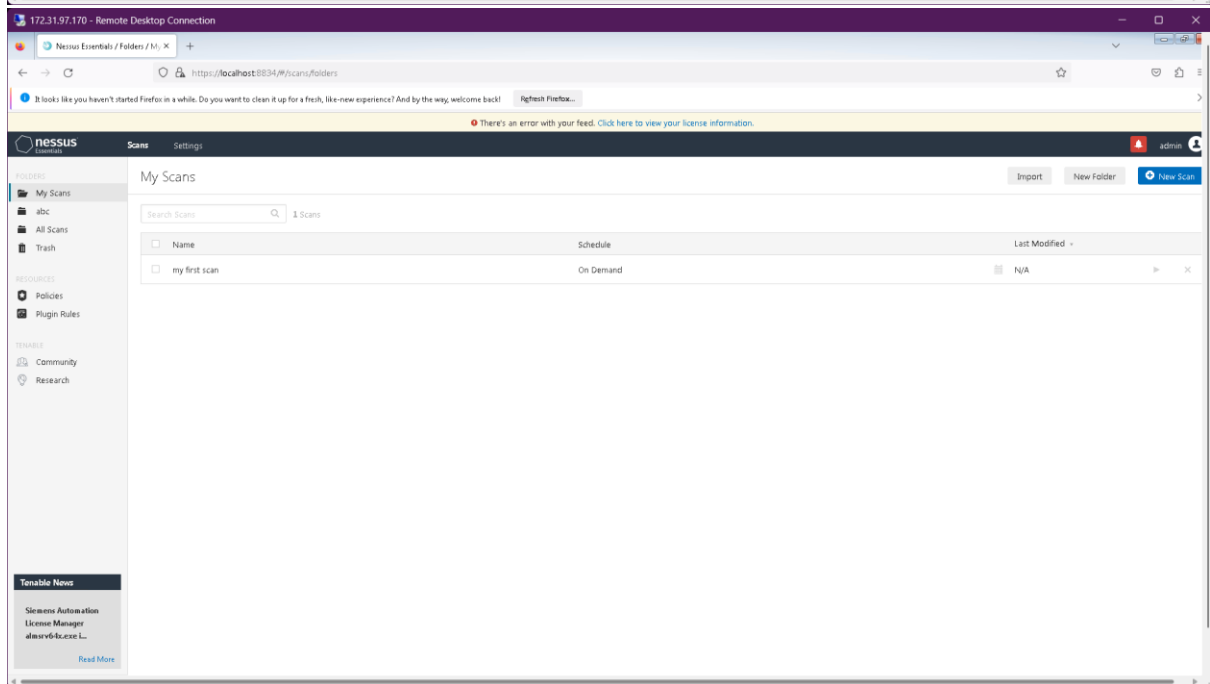 172.31.97.170 - Remote Desktop Connection
Nessus Essentials / Folders / My
https://localhost:8834/#/scans/folders
It looks like you haven't started Firefox in a while. Do you want to clean it up for a fresh, like-new experience? And by the way, welcome back! Refresh Firefox...
There's an error with your feed. Click here to view your license information.
nessus Essentials Scans Settings admin
FOLDERS
My Scans
abc
All Scans
Trash
RESOURCES
Policies
Plugin Rules
TENABLE
Community
Research
My Scans Import New Folder New Scan
Search Scans 1 Scans
Name Schedule Last Modified
my first scan On Demand N/A
Tenable News
Siemens Automation
License Manager
almsrv64x.exe i...
Read More